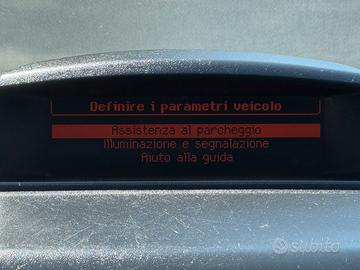 Definire i parametri veicolo
Assistenza al parcheggio
Illuminazione e segnalazione
Aiuto alla guida
subito